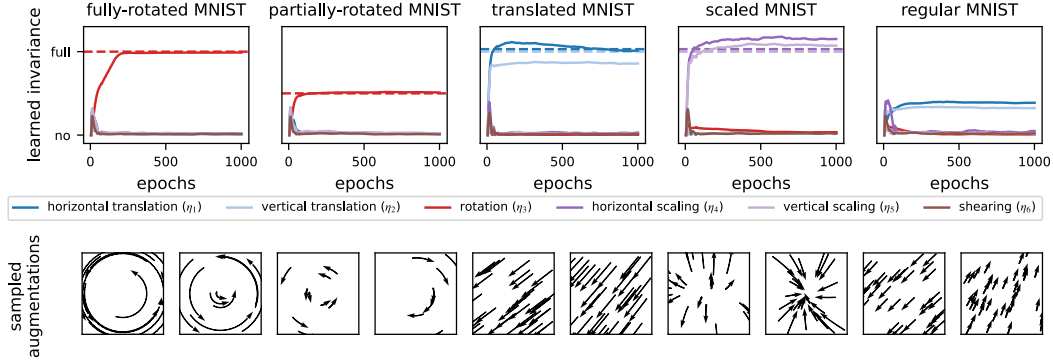 fully-rotated MNIST partially-rotated MNIST translated MNIST scaled MNIST regular MNIST
learned invariance
full
no
0 500 1000 0 500 1000 0 500 1000 0 500 1000 0 500 1000
epochs epochs epochs epochs epochs
horizontal translation (η1) vertical translation (η2) rotation (η3) horizontal scaling (η4) vertical scaling (η5) shearing (η6)
sampled
augmentations